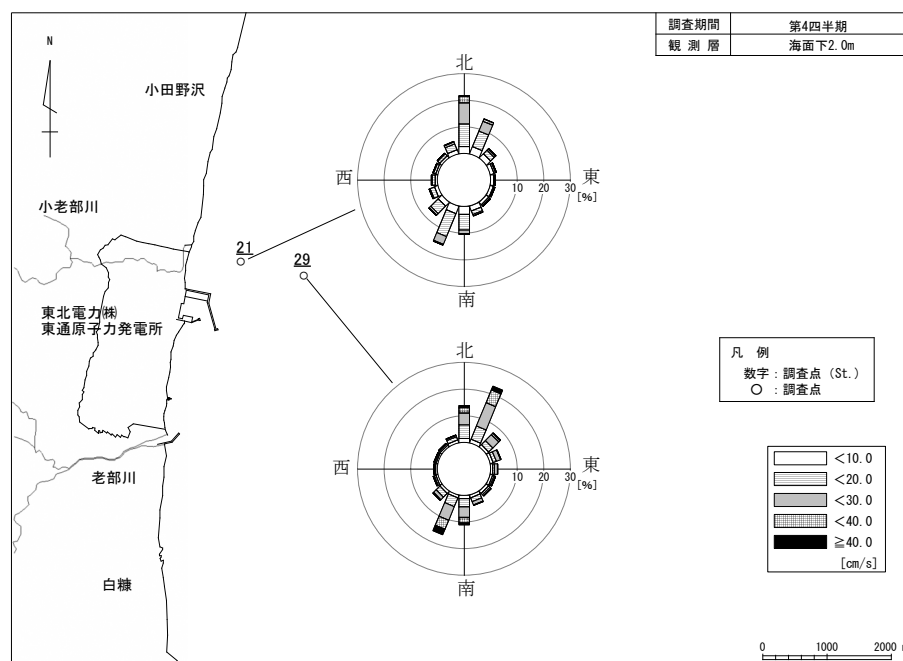 調査期間 第4四半期
観測層 海面下2.0m
N
小田野沢
小老部川
21
29
東北電力㈱
東通原子力発電所
老部川
白糠
北
西
東
10 20 30
[%]
南
北
西
東
10 20 30
[%]
南
凡 例
数字 : 調査点 (St.)
○ : 調査点
<10.0
<20.0
<30.0
<40.0
≧40.0
[cm/s]
0 1000 2000